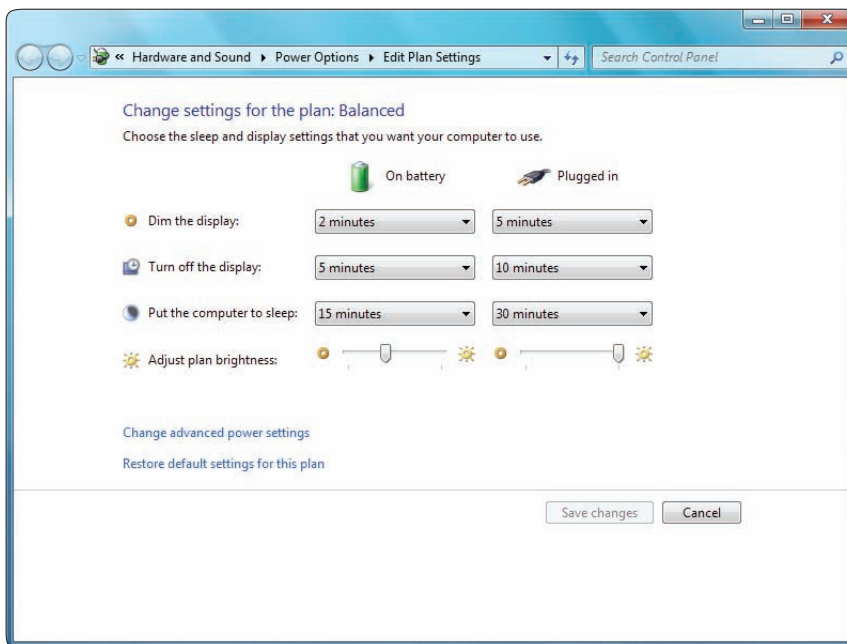 « Hardware and Sound ▸ Power Options ▸ Edit Plan Settings Search Control Panel
Change settings for the plan: Balanced
Choose the sleep and display settings that you want your computer to use.
On battery Plugged in
Dim the display: 2 minutes 5 minutes
Turn off the display: 5 minutes 10 minutes
Put the computer to sleep: 15 minutes 30 minutes
Adjust plan brightness:
Change advanced power settings
Restore default settings for this plan
Save changes Cancel